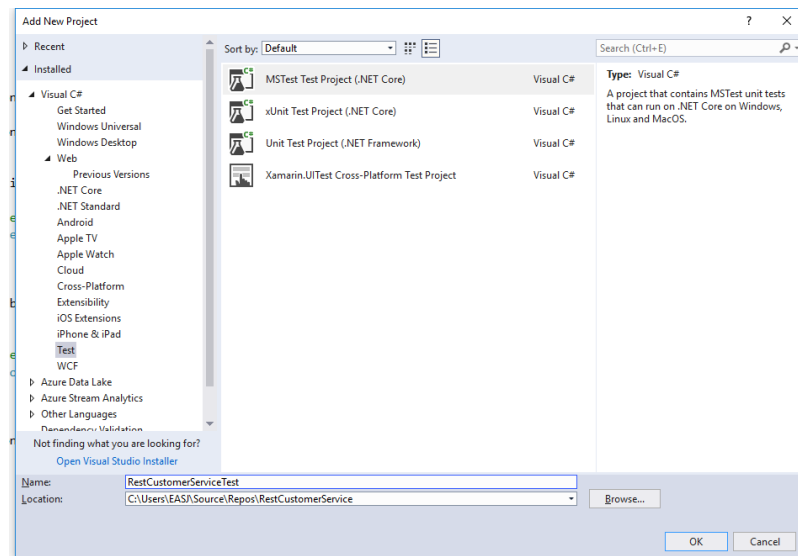 Add New Project
? ✕
Recent
Installed
Visual C#
Get Started
Windows Universal
Windows Desktop
Web
Previous Versions
.NET Core
.NET Standard
Android
Apple TV
Apple Watch
Cloud
Cross-Platform
Extensibility
iOS Extensions
iPhone & iPad
Test
WCF
Azure Data Lake
Azure Stream Analytics
Other Languages
Dependency Validation
Not finding what you are looking for?
Open Visual Studio Installer
Sort by: Default
Search (Ctrl+E)
C# MSTest Test Project (.NET Core) Visual C#
C# xUnit Test Project (.NET Core) Visual C#
C# Unit Test Project (.NET Framework) Visual C#
Xamarin.UITest Cross-Platform Test Project Visual C#
Type: Visual C#
A project that contains MSTest unit tests
that can run on .NET Core on Windows,
Linux and MacOS.
Name: RestCustomerServiceTest
Location: C:\Users\EASJ\Source\Repos\RestCustomerService
Browse...
OK Cancel